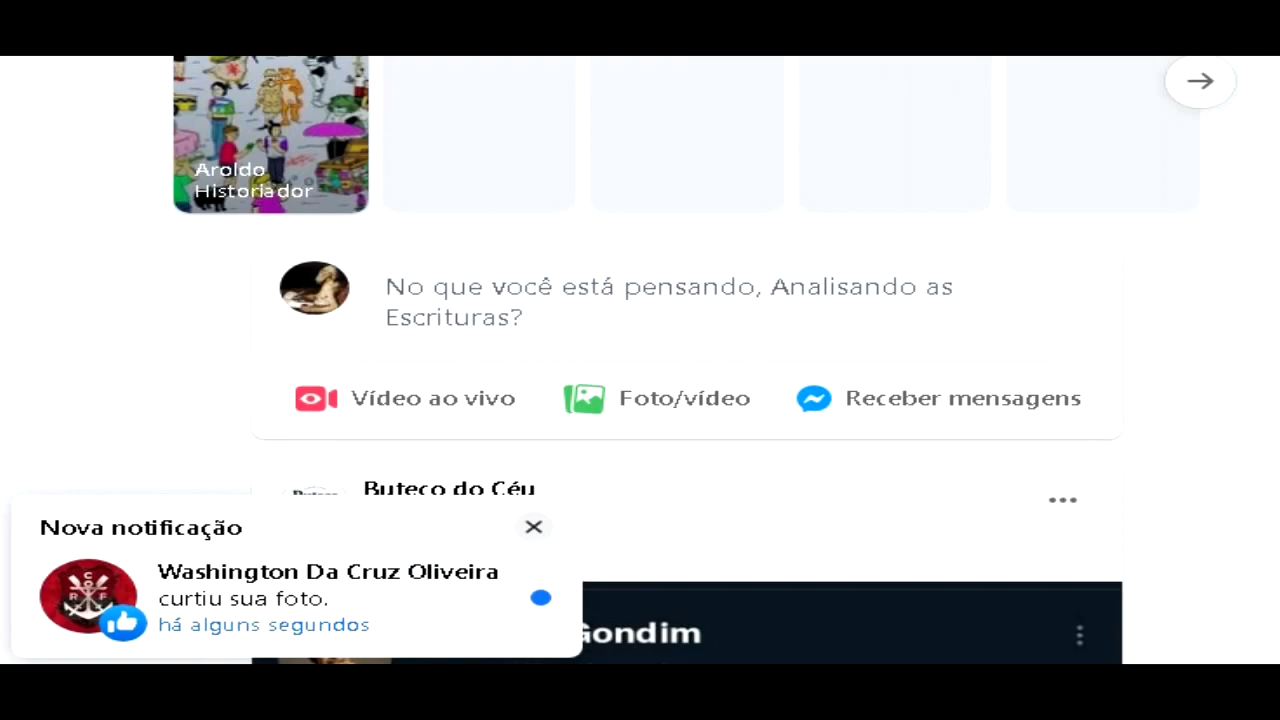 Aroldo
Historiador
No que você está pensando, Analisando as
Escrituras?
Vídeo ao vivo
Foto/vídeo
Receber mensagens
Buteco do Céu
Nova notificação
Washington Da Cruz Oliveira
curtiu sua foto.
há alguns segundos
Gondim